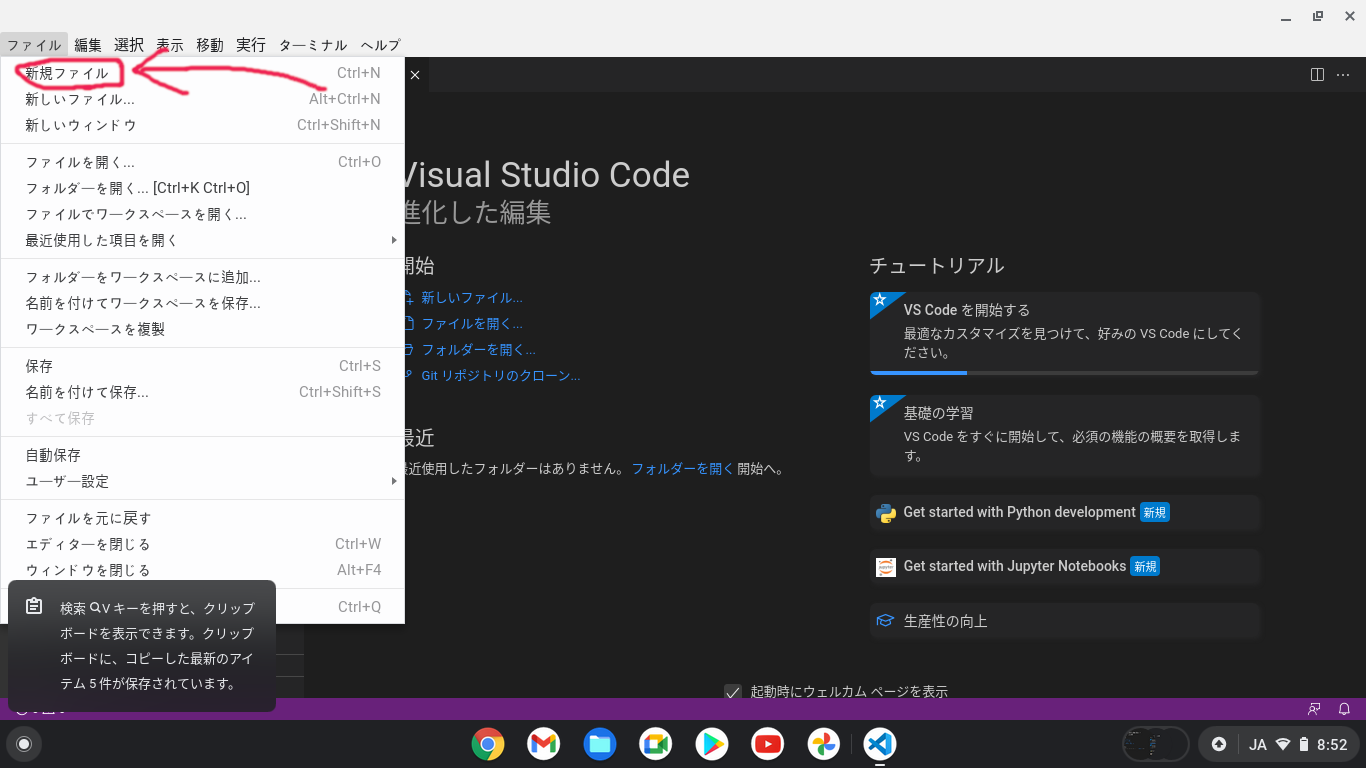 ファイル 編集 選択 表示 移動 実行 ターミナル ヘルプ
新規ファイル Ctrl+N
新しいファイル... Alt+Ctrl+N
新しいウィンドウ Ctrl+Shift+N
ファイルを開く... Ctrl+O
フォルダーを開く... [Ctrl+K Ctrl+O]
ファイルでワークスペースを開く...
最近使用した項目を開く
フォルダーをワークスペースに追加...
名前を付けてワークスペースを保存...
ワークスペースを複製
保存 Ctrl+S
名前を付けて保存... Ctrl+Shift+S
すべて保存
自動保存
ユーザー設定
ファイルを元に戻す
エディターを閉じる Ctrl+W
ウィンドウを閉じる Alt+F4
Ctrl+Q
検索 V キーを押すと、クリップ
ボードを表示できます。クリップ
ボードに、コピーした最新のアイ
テム 5 件が保存されています。
Visual Studio Code
進化した編集
開始
新しいファイル...
ファイルを開く...
フォルダーを開く...
Git リポジトリのクローン...
最近
最近使用したフォルダーはありません。フォルダーを開く 開始へ。
チュートリアル
VS Code を開始する
最適なカスタマイズを見つけて、好みの VS Code にしてく
ださい。
基礎の学習
VS Code をすぐに開始して、必須の機能の概要を取得しま
す。
Get started with Python development 新規
jupyter
Get started with Jupyter Notebooks 新規
生産性の向上
起動時にウェルカム ページを表示
JA 8:52